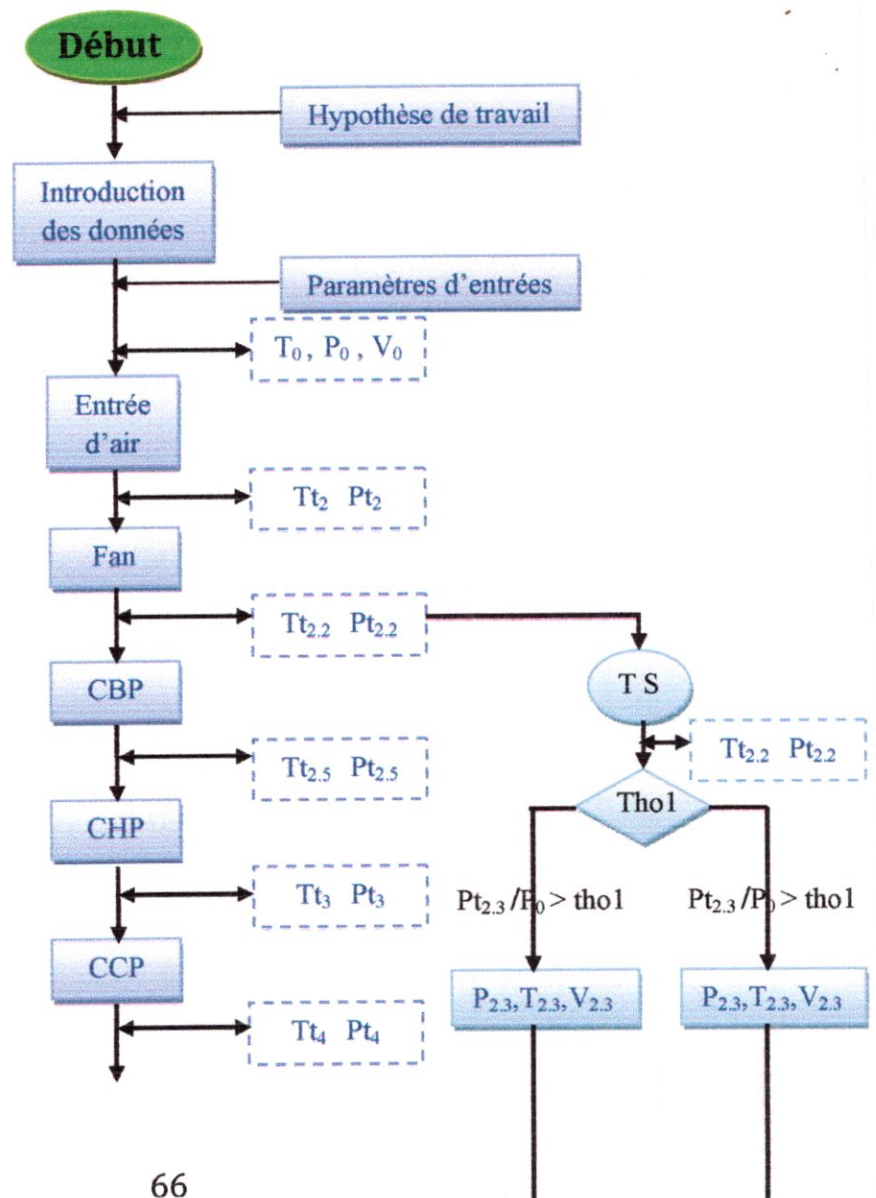 Début
Hypothèse de travail
Introduction
des données
Paramètres d'entrées
T₀, P₀, V₀
Entrée
d'air
Tt₂ Pt₂
Fan
Tt₂.₂ Pt₂.₂
CBP
T S
Tt₂.₂ Pt₂.₂
Tt₂.₅ Pt₂.₅
Tho1
CHP
Tt₃ Pt₃
Pt₂.₃/P₀ > tho1
Pt₂.₃/P₀ > tho1
CCP
P₂.₃,T₂.₃,V₂.₃
P₂.₃,T₂.₃,V₂.₃
Tt₄ Pt₄
66